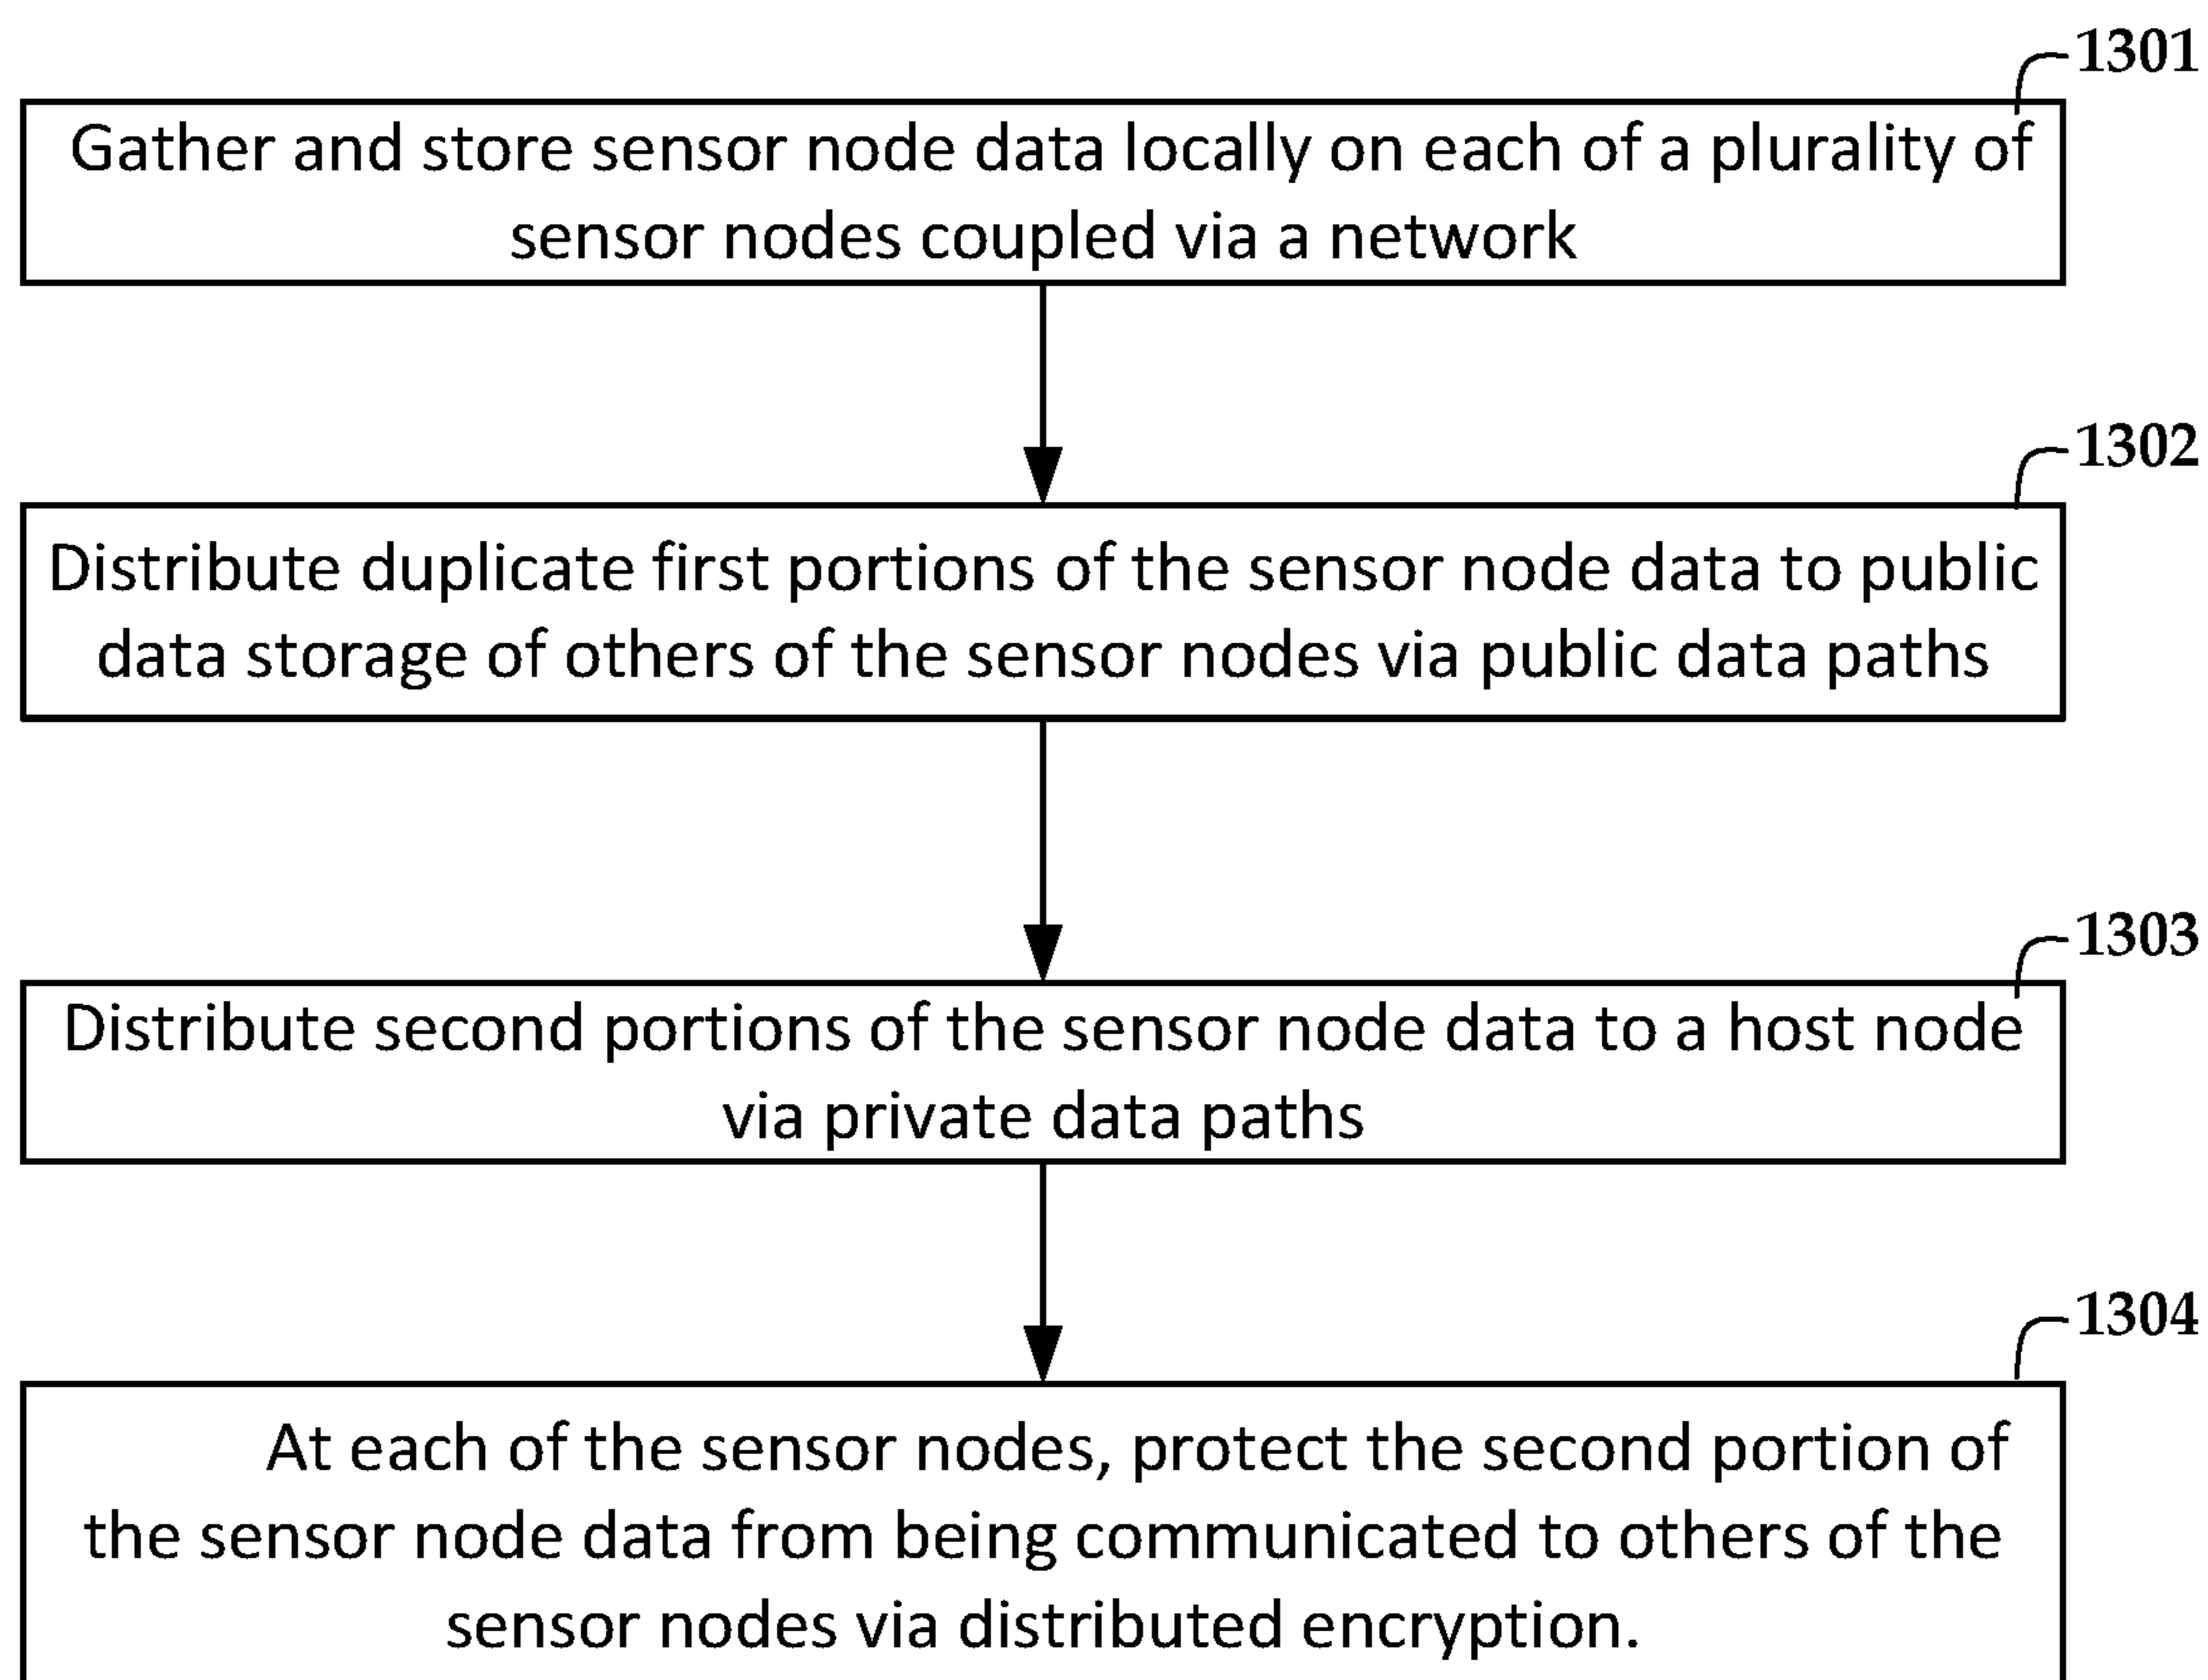 1301
Gather and store sensor node data locally on each of a plurality of
sensor nodes coupled via a network
1302
Distribute duplicate first portions of the sensor node data to public
data storage of others of the sensor nodes via public data paths
1303
Distribute second portions of the sensor node data to a host node
via private data paths
1304
At each of the sensor nodes, protect the second portion of
the sensor node data from being communicated to others of the
sensor nodes via distributed encryption.